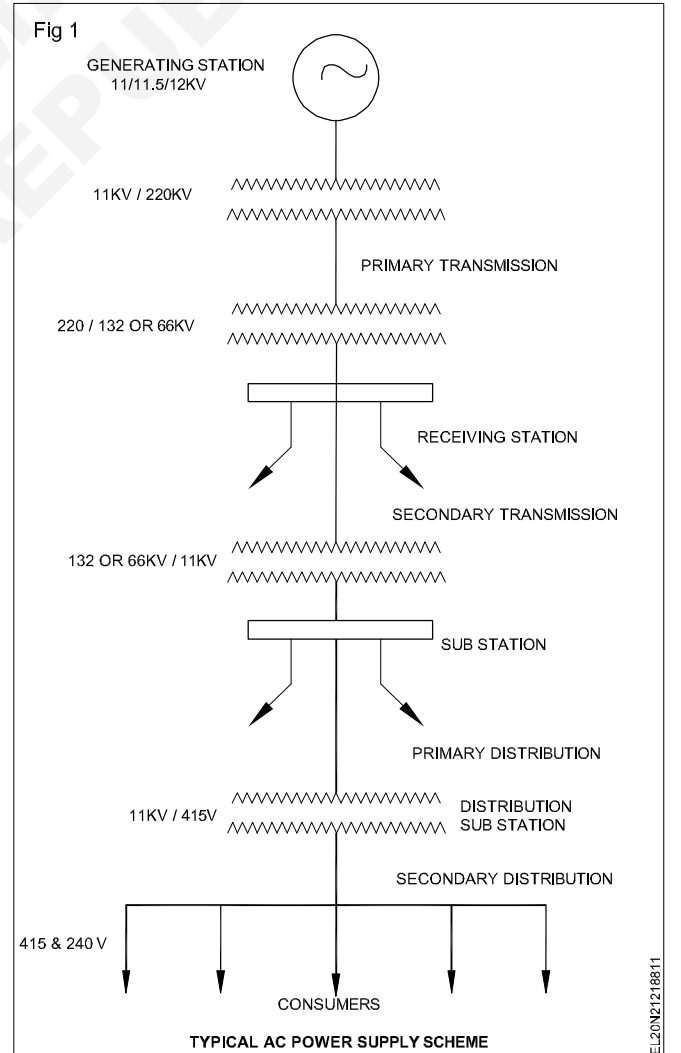 Fig 1
GENERATING STATION
11/11.5/12KV
11KV / 220KV
PRIMARY TRANSMISSION
220 / 132 OR 66KV
RECEIVING STATION
SECONDARY TRANSMISSION
132 OR 66KV / 11KV
SUB STATION
PRIMARY DISTRIBUTION
11KV / 415V
DISTRIBUTION
SUB STATION
SECONDARY DISTRIBUTION
415 & 240 V
CONSUMERS
TYPICAL AC POWER SUPPLY SCHEME
EL20N21218811